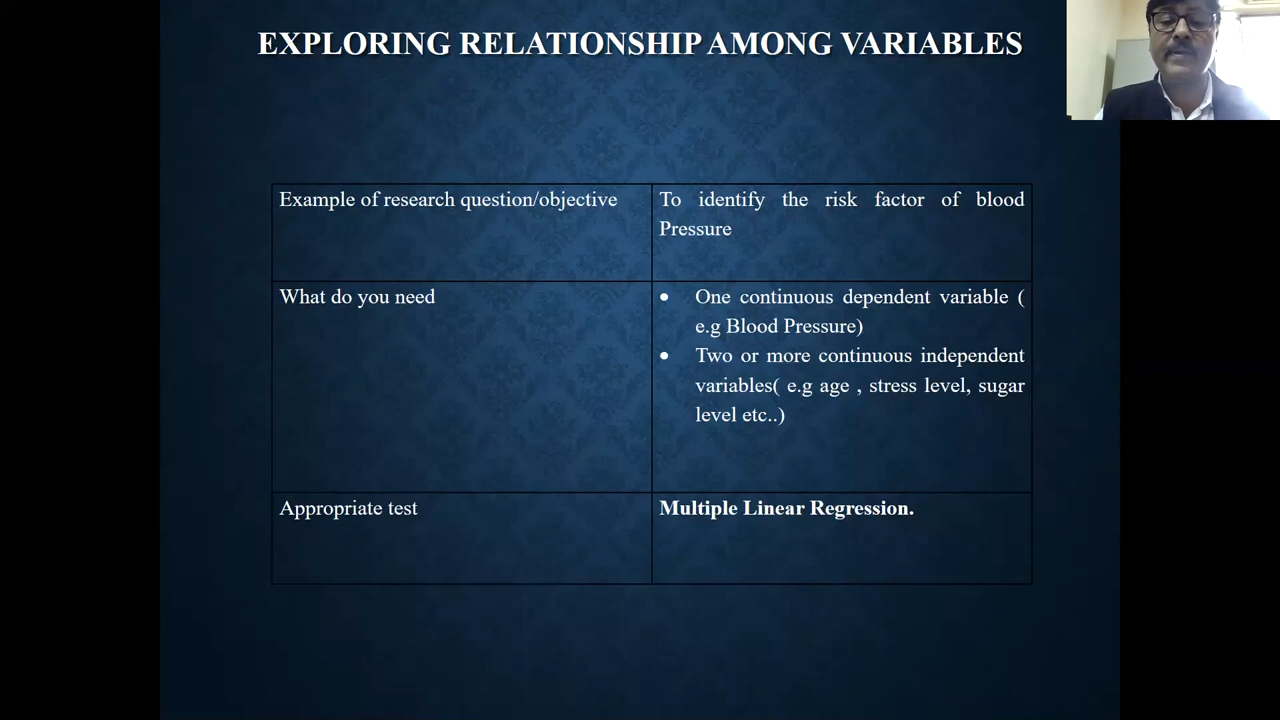 EXPLORING RELATIONSHIP AMONG VARIABLES
Example of research question/objective
To identify the risk factor of blood
Pressure
What do you need
• One continuous dependent variable (
e.g Blood Pressure)
• Two or more continuous independent
variables( e.g age , stress level, sugar
level etc..)
Appropriate test
Multiple Linear Regression.